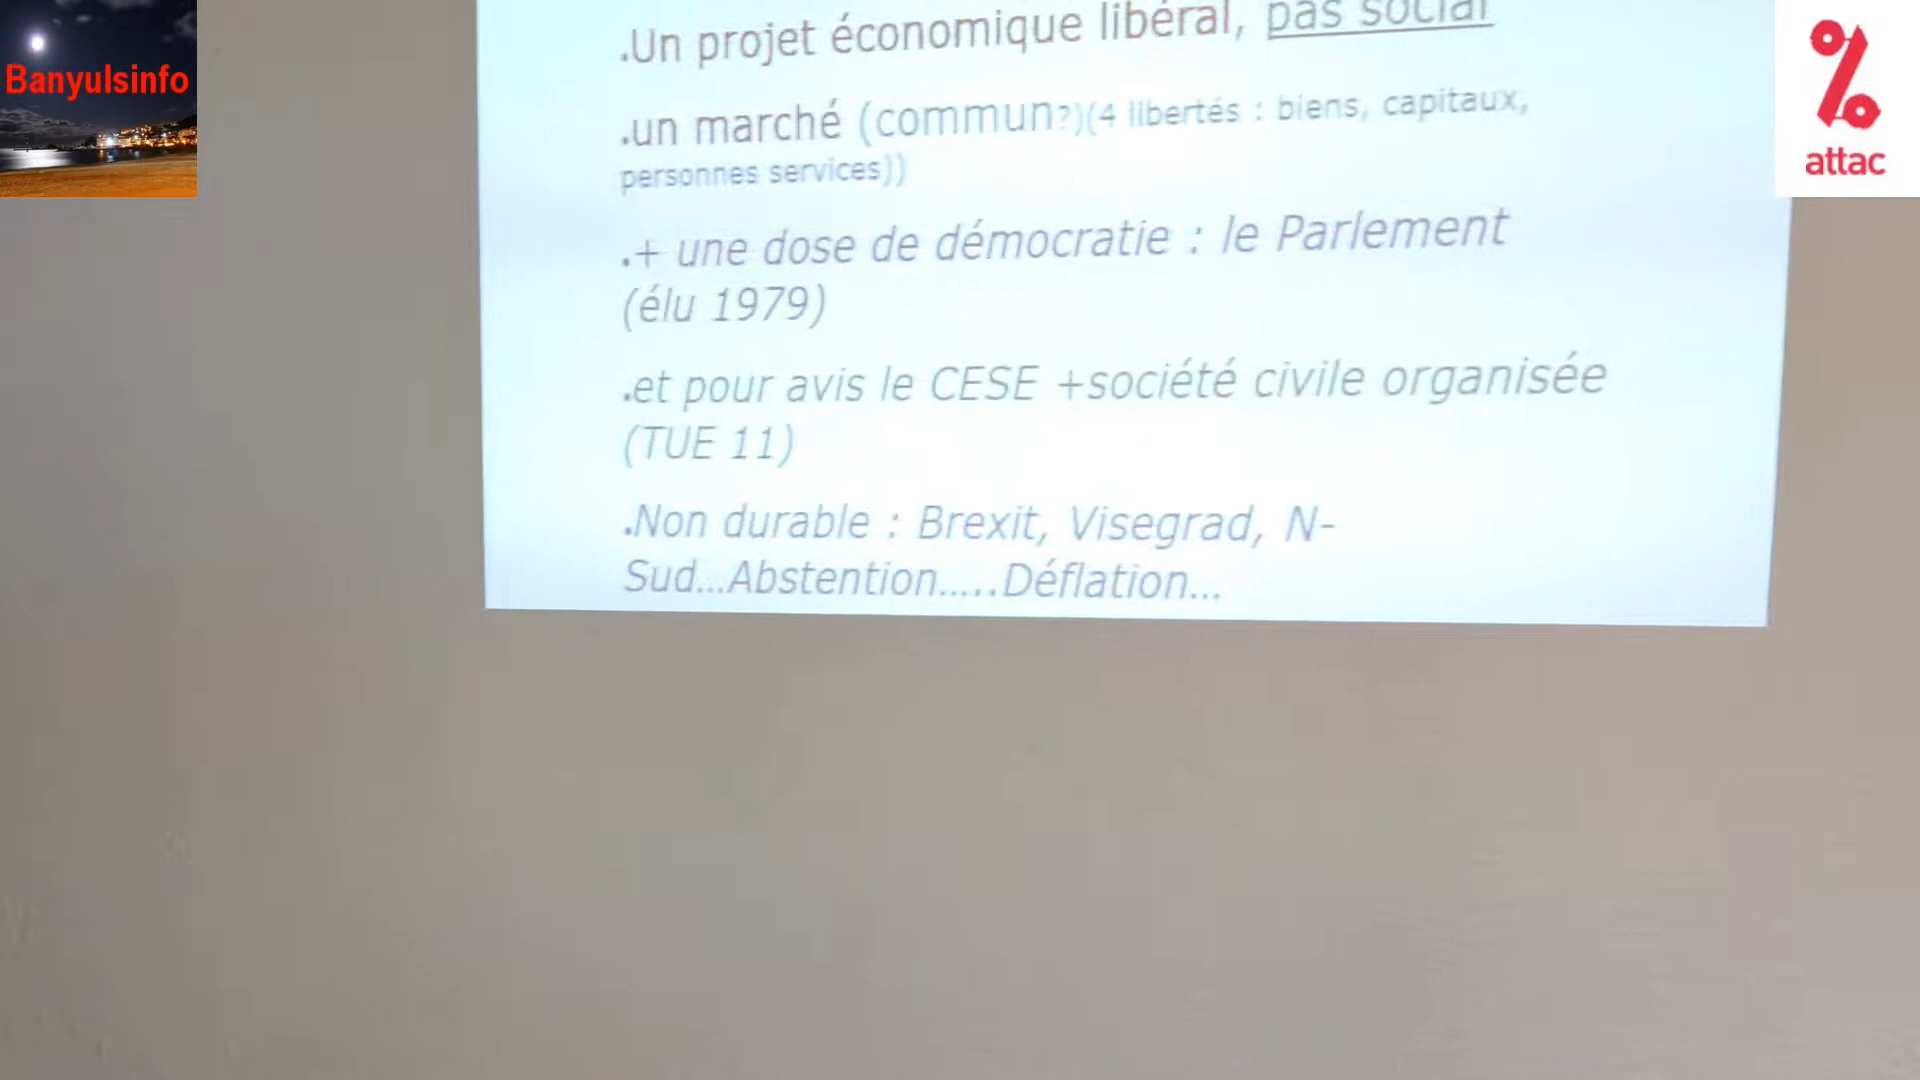 Banyulsinfo
attac
.Un projet économique libéral, pas social
.un marché (commun?)(4 libertés : biens, capitaux,
personnes services))
.+ une dose de démocratie : le Parlement
(élu 1979)
.et pour avis le CESE +société civile organisée
(TUE 11)
.Non durable : Brexit, Visegrad, N-
Sud...Abstention.....Déflation...